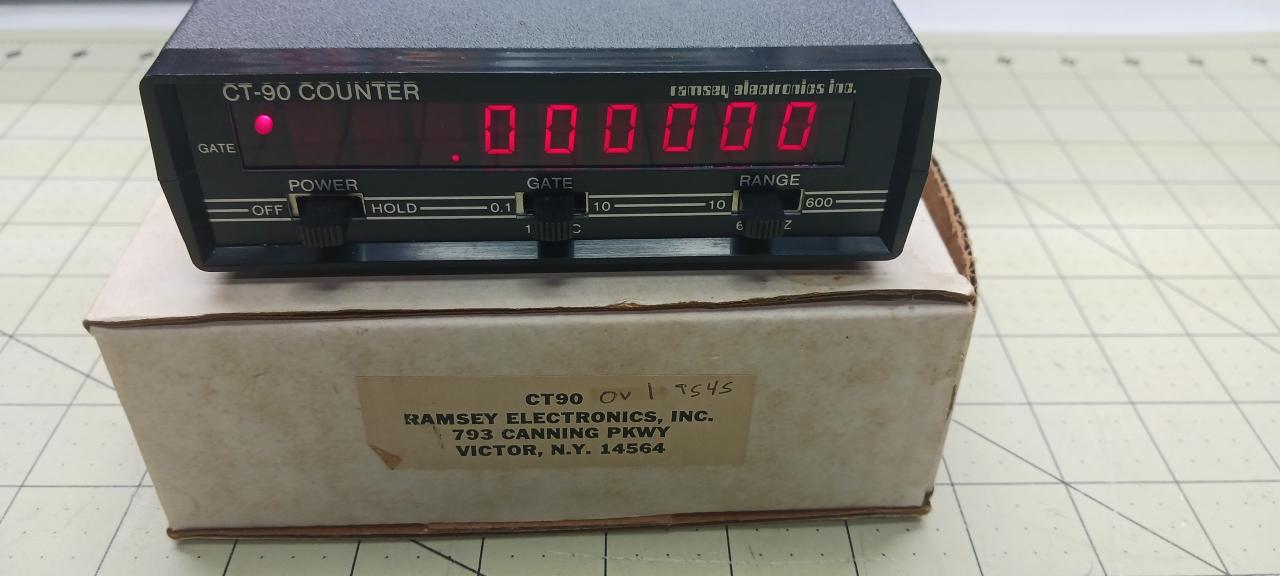 CT-90 COUNTER
ramsey electronics inc.
.000000
GATE
POWER GATE RANGE
OFF HOLD 0.1 10 10 600
CT90 OV 1 TS4S
RAMSEY ELECTRONICS, INC.
793 CANNING PKWY
VICTOR, N.Y. 14564